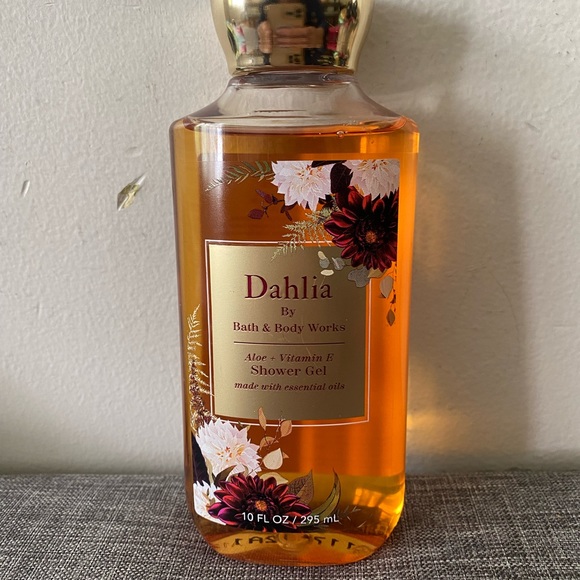 Dahlia
By
Bath & Body Works
Aloe + Vitamin E
Shower Gel
made with essential oils
10 FL OZ / 295 mL